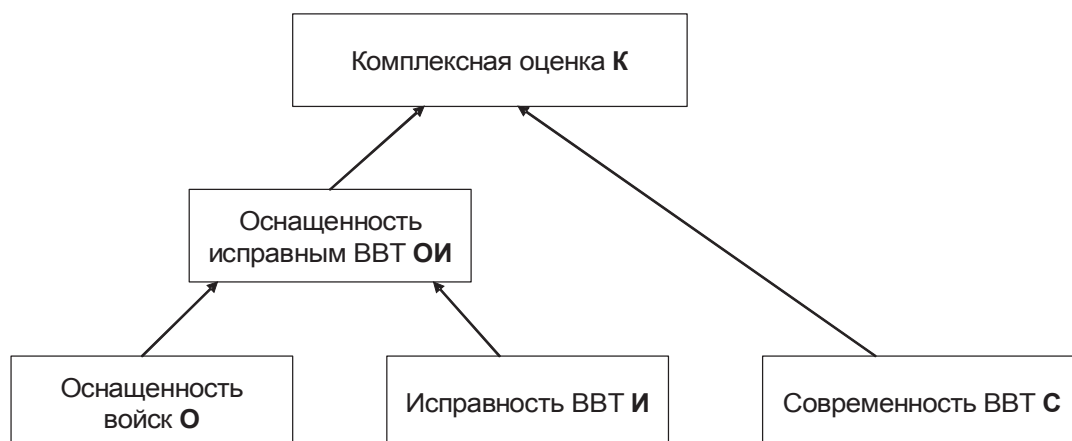 Комплексная оценка К
Оснащенность
исправным ВВТ ОИ
Оснащенность
войск О
Исправность ВВТ И
Современность ВВТ С